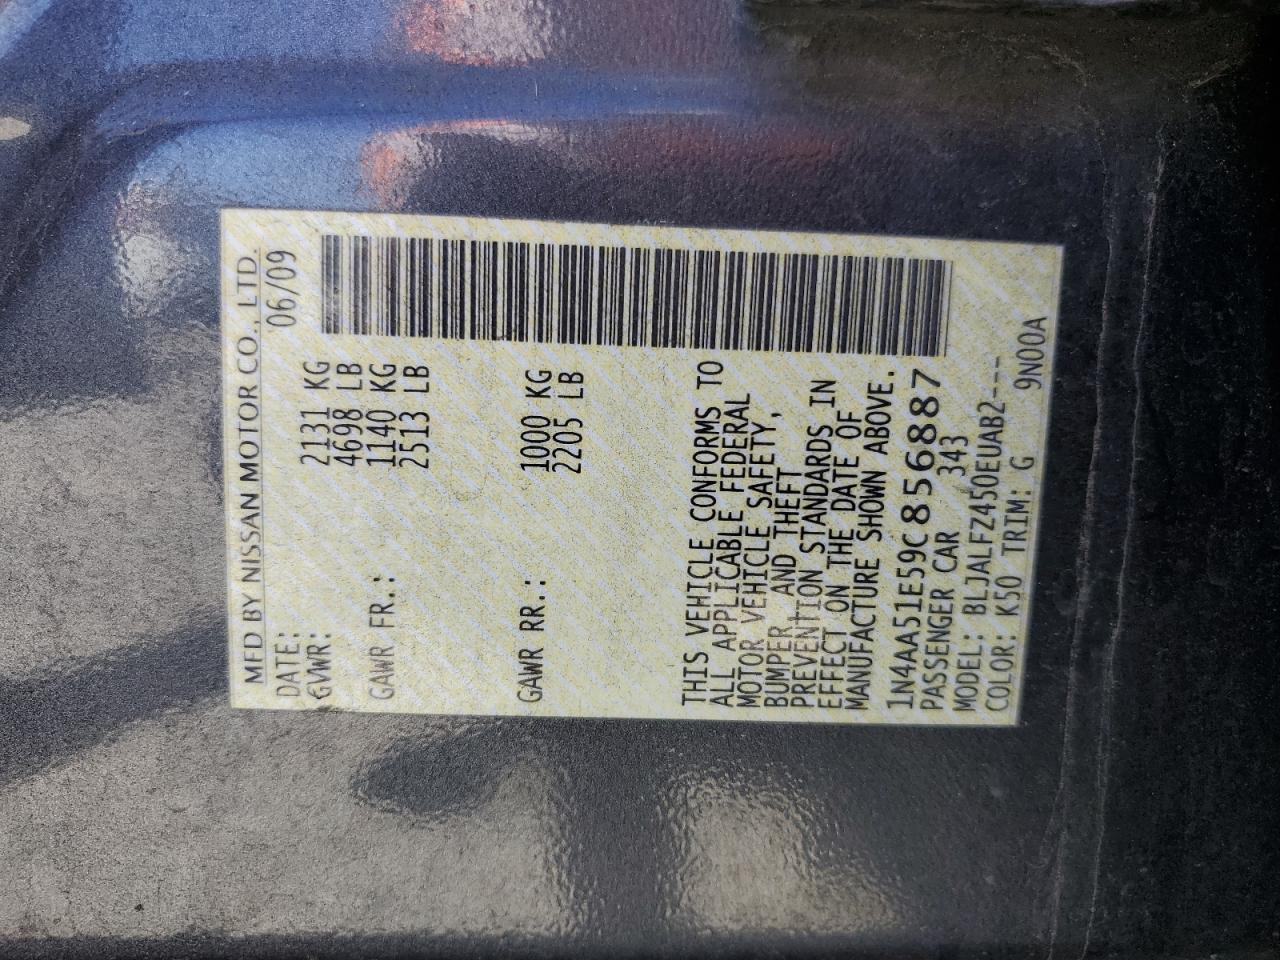 MFD BY NISSAN MOTOR CO., LTD.
DATE: 06/09
GVWR: 2131 KG
4698 LB
GAWR FR.: 1140 KG
2513 LB
GAWR RR.: 1000 KG
2205 LB
THIS VEHICLE CONFORMS TO
ALL APPLICABLE FEDERAL
MOTOR VEHICLE SAFETY,
BUMPER AND THEFT
PREVENTION STANDARDS IN
EFFECT ON THE DATE OF
MANUFACTURE SHOWN ABOVE.
1N4AA51E59C856887
PASSENGER CAR 343
MODEL: BLJALFZ450EUAB2---
COLOR: K50 TRIM: G 9N00A